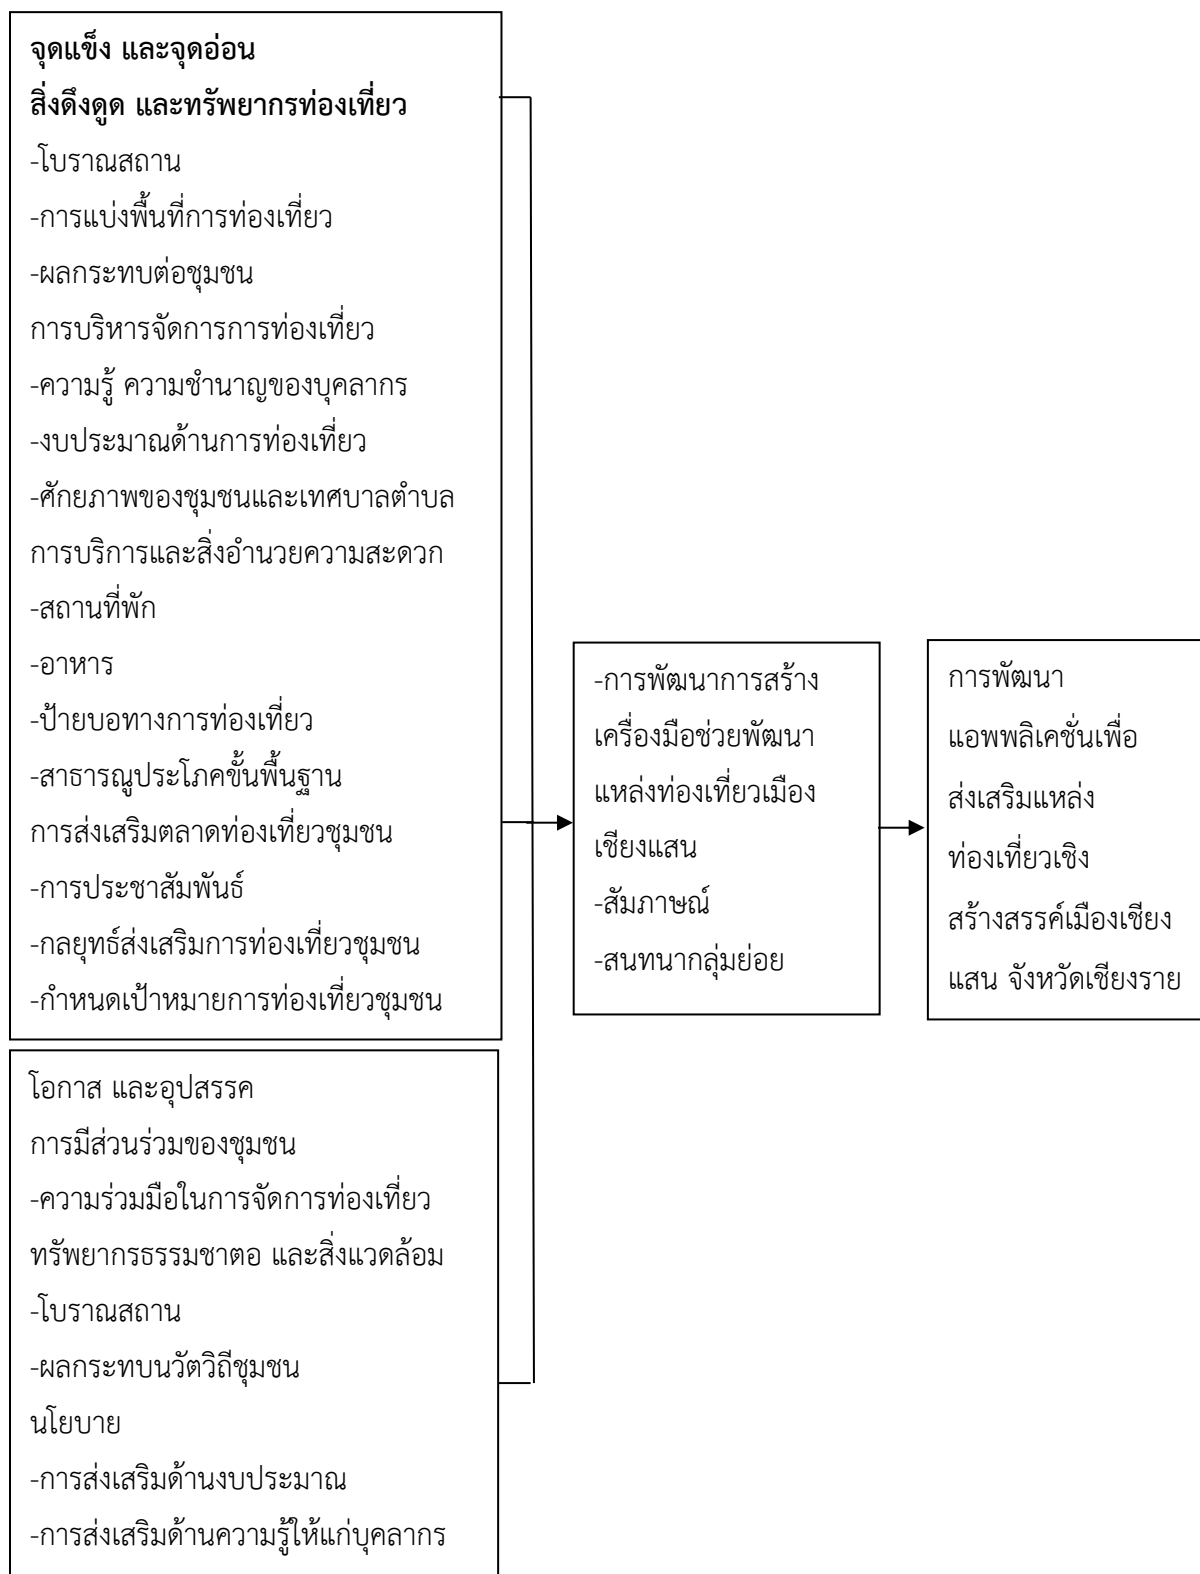 จุดแข็ง และจุดอ่อน
สิ่งดึงดูด และทรัพยากรท่องเที่ยว
-โบราณสถาน
-การแบ่งพื้นที่การท่องเที่ยว
-ผลกระทบต่อชุมชน
การบริหารจัดการการท่องเที่ยว
-ความรู้ ความชำนาญของบุคลากร
-งบประมาณด้านการท่องเที่ยว
-ศักยภาพของชุมชนและเทศบาลตำบล
การบริการและสิ่งอำนวยความสะดวก
-สถานที่พัก
-อาหาร
-ป้ายบอทางการท่องเที่ยว
-สาธารณูประโภคขั้นพื้นฐาน
การส่งเสริมตลาดท่องเที่ยวชุมชน
-การประชาสัมพันธ์
-กลยุทธ์ส่งเสริมการท่องเที่ยวชุมชน
-กำหนดเป้าหมายการท่องเที่ยวชุมชน
โอกาส และอุปสรรค
การมีส่วนร่วมของชุมชน
-ความร่วมมือในการจัดการท่องเที่ยว
ทรัพยากรธรรมชาตอ และสิ่งแวดล้อม
-โบราณสถาน
-ผลกระทบนวัตวิถีชุมชน
นโยบาย
-การส่งเสริมด้านงบประมาณ
-การส่งเสริมด้านความรู้ให้แก่บุคลากร
-การพัฒนาการสร้าง
เครื่องมือช่วยพัฒนา
แหล่งท่องเที่ยวเมือง
เชียงแสน
-สัมภาษณ์
-สนทนากลุ่มย่อย
การพัฒนา
แอพพลิเคชั่นเพื่อ
ส่งเสริมแหล่ง
ท่องเที่ยวเชิง
สร้างสรรค์เมืองเชียง
แสน จังหวัดเชียงราย